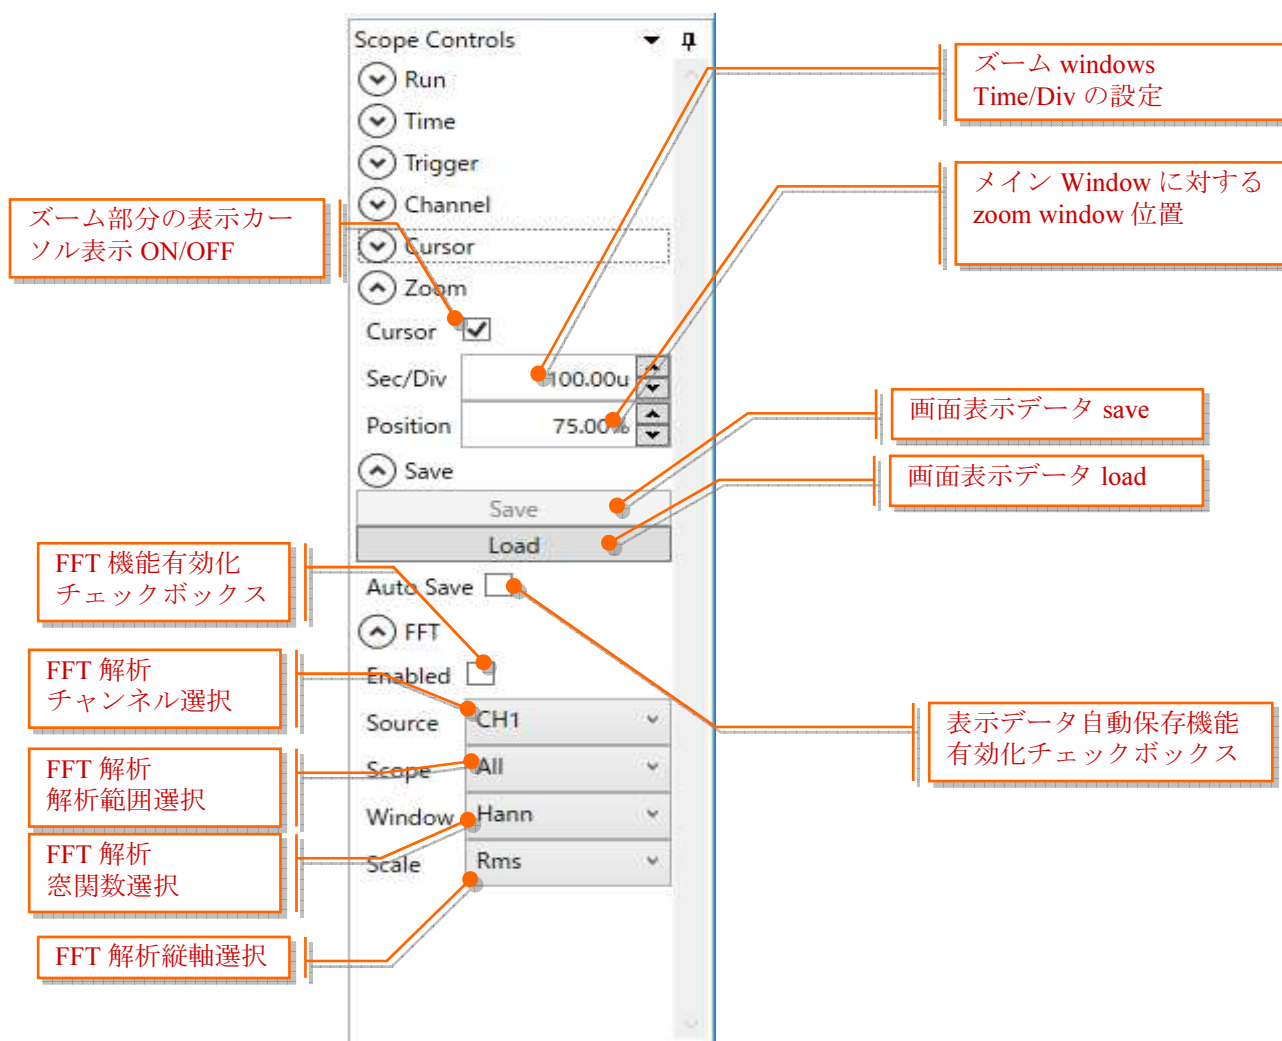 Scope Controls
Run
Time
Trigger
Channel
Cursor
Zoom
Cursor
Sec/Div 100.00u
Position 75.00%
Save
Save
Load
Auto Save
FFT
Enabled
Source CH1
Scope All
Window Hann
Scale Rms
ズーム部分の表示カー
ソル表示 ON/OFF
FFT 機能有効化
チェックボックス
FFT 解析
チャンネル選択
FFT 解析
解析範囲選択
FFT 解析
窓関数選択
FFT 解析縦軸選択
ズーム windows
Time/Div の設定
メイン Window に対する
zoom window 位置
画面表示データ save
画面表示データ load
表示データ自動保存機能
有効化チェックボックス